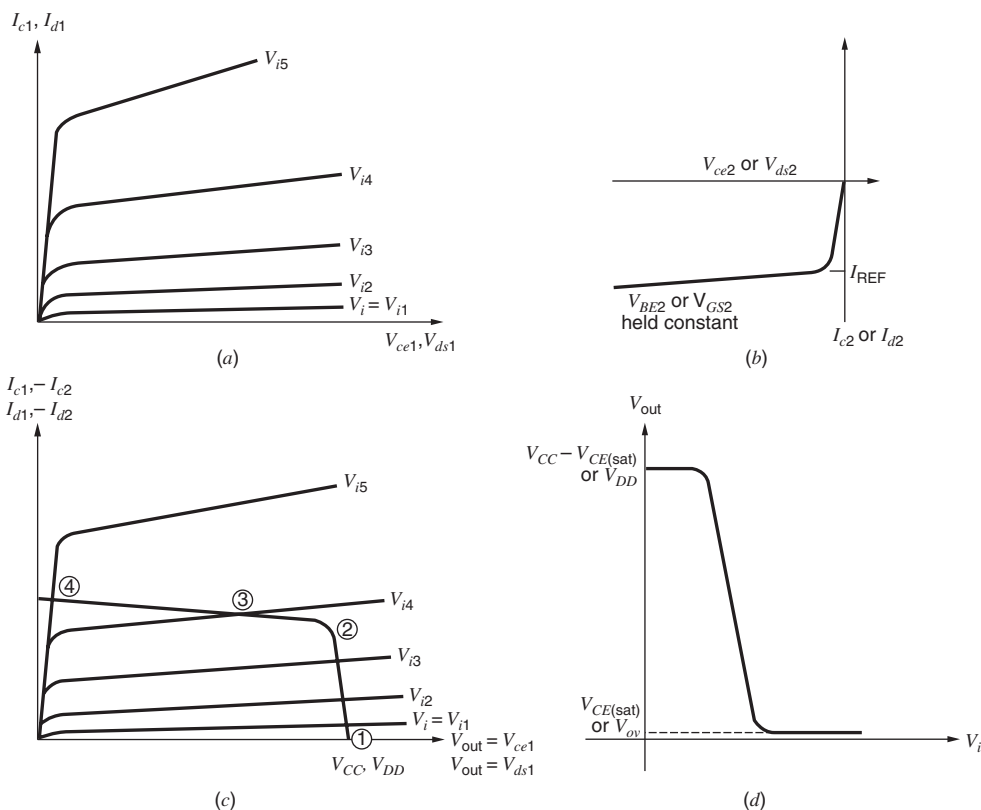 I_c1, I_d1
V_i5
V_i4
V_i3
V_i2
V_i = V_i1
V_ce1, V_ds1
(a)
V_ce2 or V_ds2
I_REF
V_BE2 or V_GS2
held constant
I_c2 or I_d2
(b)
I_c1, – I_c2
I_d1, – I_d2
V_i5
④
③
V_i4
②
V_i3
V_i2
V_i = V_i1
①
V_out = V_ce1
V_CC, V_DD
V_out = V_ds1
(c)
V_out
V_CC – V_CE(sat)
or V_DD
V_CE(sat)
or V_ov
V_i
(d)